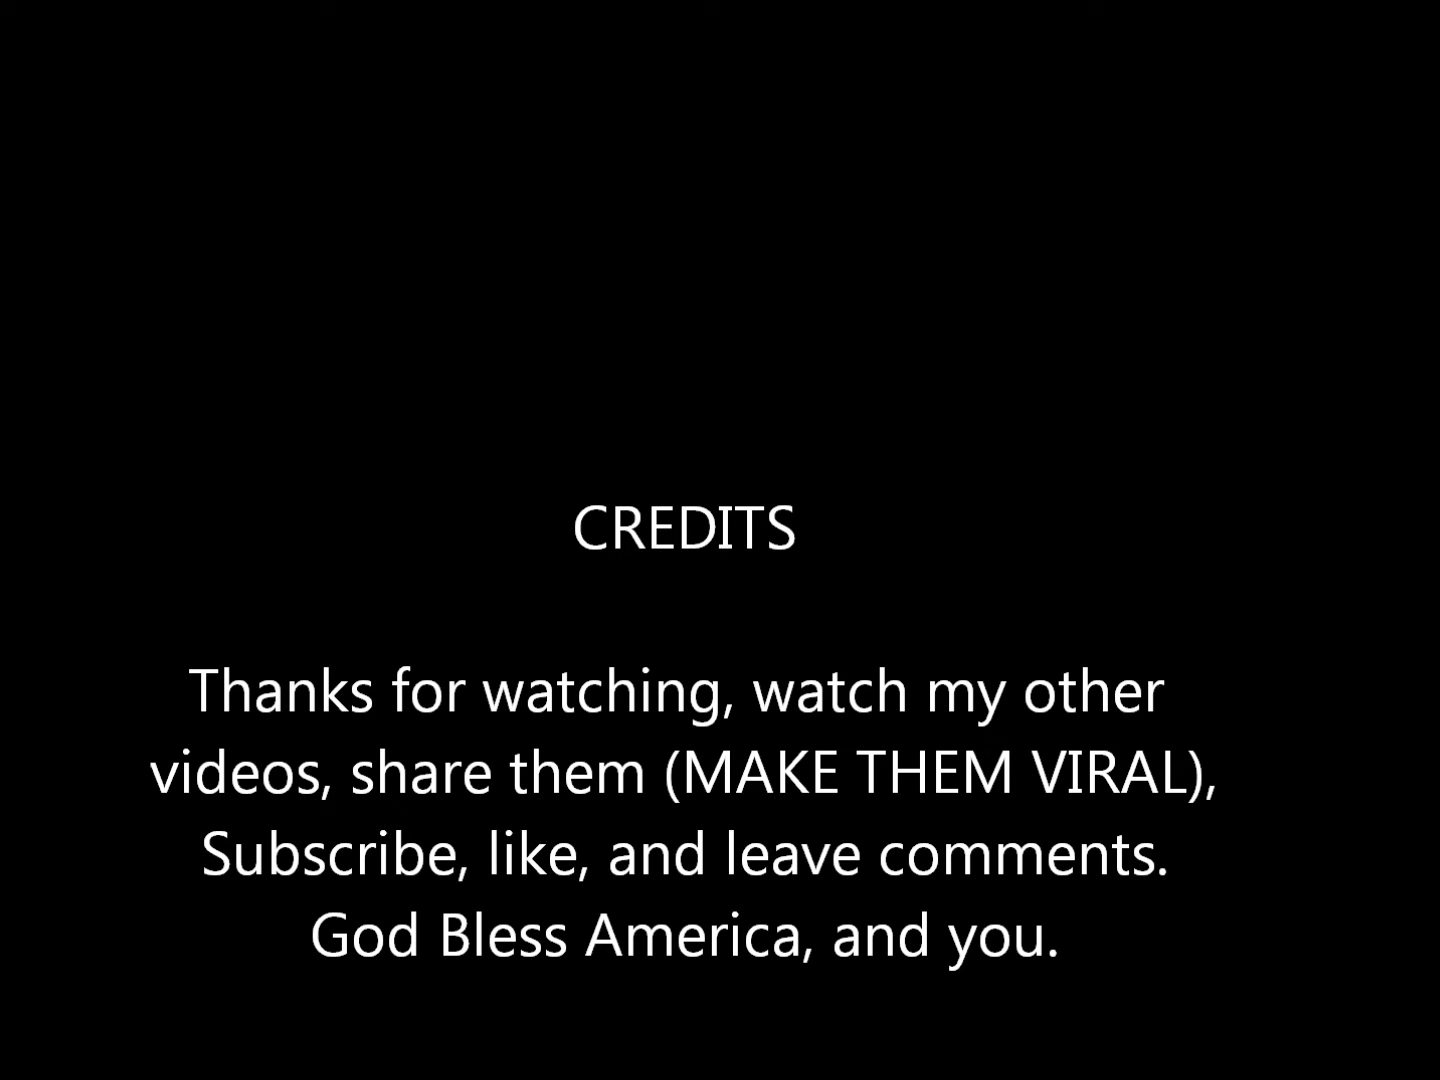 CREDITS
Thanks for watching, watch my other
videos, share them (MAKE THEM VIRAL),
Subscribe, like, and leave comments.
God Bless America, and you.